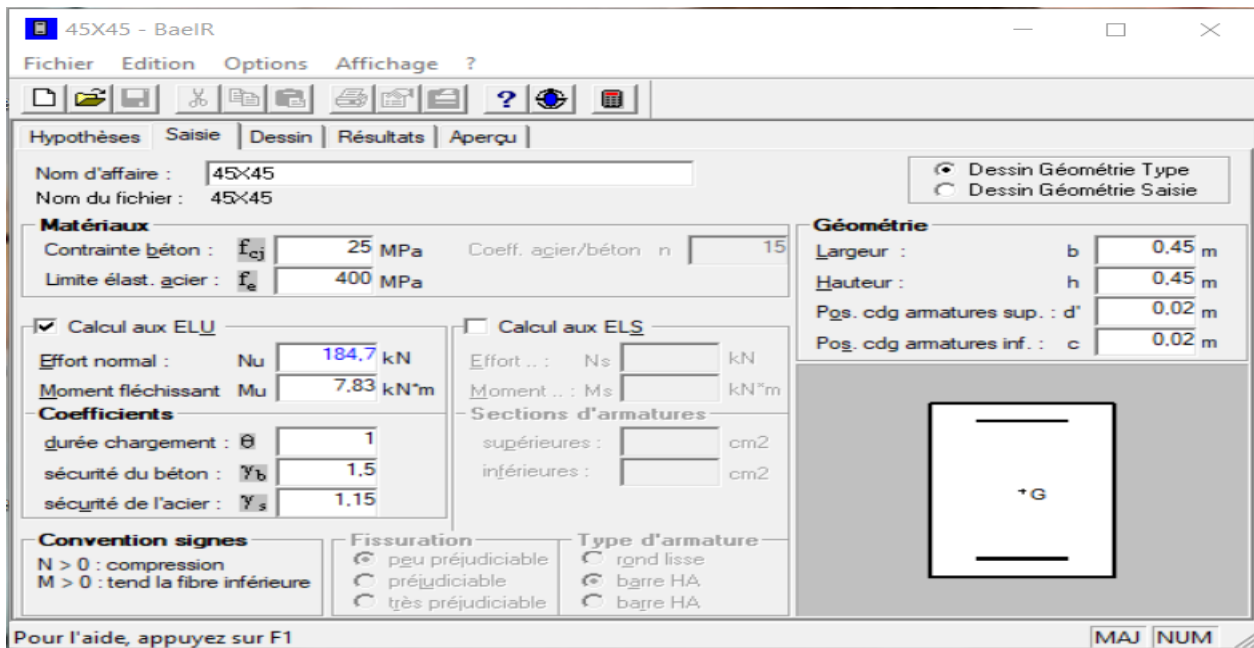 45X45 - BaelR
Fichier Edition Options Affichage ?
Hypothèses Saisie Dessin Résultats Aperçu
Nom d'affaire : 45X45
Nom du fichier : 45X45
Dessin Géométrie Type
Dessin Géométrie Saisie
Matériaux
Contrainte béton : fcj 25 MPa Coeff. acier/béton n 15
Limite élast. acier : fe 400 MPa
Géométrie
Largeur : b 0,45 m
Hauteur : h 0,45 m
Pos. cdg armatures sup. : d' 0,02 m
Pos. cdg armatures inf. : c 0,02 m
Calcul aux ELU
Effort normal : Nu 184,7 kN
Moment fléchissant Mu 7,83 kN*m
Calcul aux ELS
Effort .. : Ns kN
Moment .. : Ms kN*m
Coefficients
durée chargement : θ 1
sécurité du béton : γb 1,5
sécurité de l'acier : γs 1,15
Sections d'armatures
supérieures : cm2
inférieures : cm2
+G
Convention signes
N > 0 : compression
M > 0 : tend la fibre inférieure
Fissuration
peu préjudiciable
préjudiciable
très préjudiciable
Type d'armature
rond lisse
barre HA
barre HA
Pour l'aide, appuyez sur F1 MAJ NUM